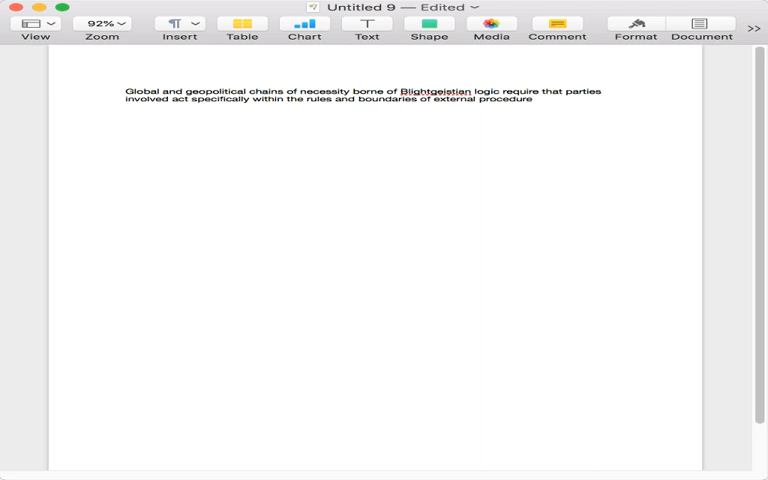 Untitled 9 — Edited
92%
View Zoom Insert Table Chart Text Shape Media Comment Format Document
Global and geopolitical chains of necessity borne of Blightgeistian logic require that parties
involved act specifically within the rules and boundaries of external procedure